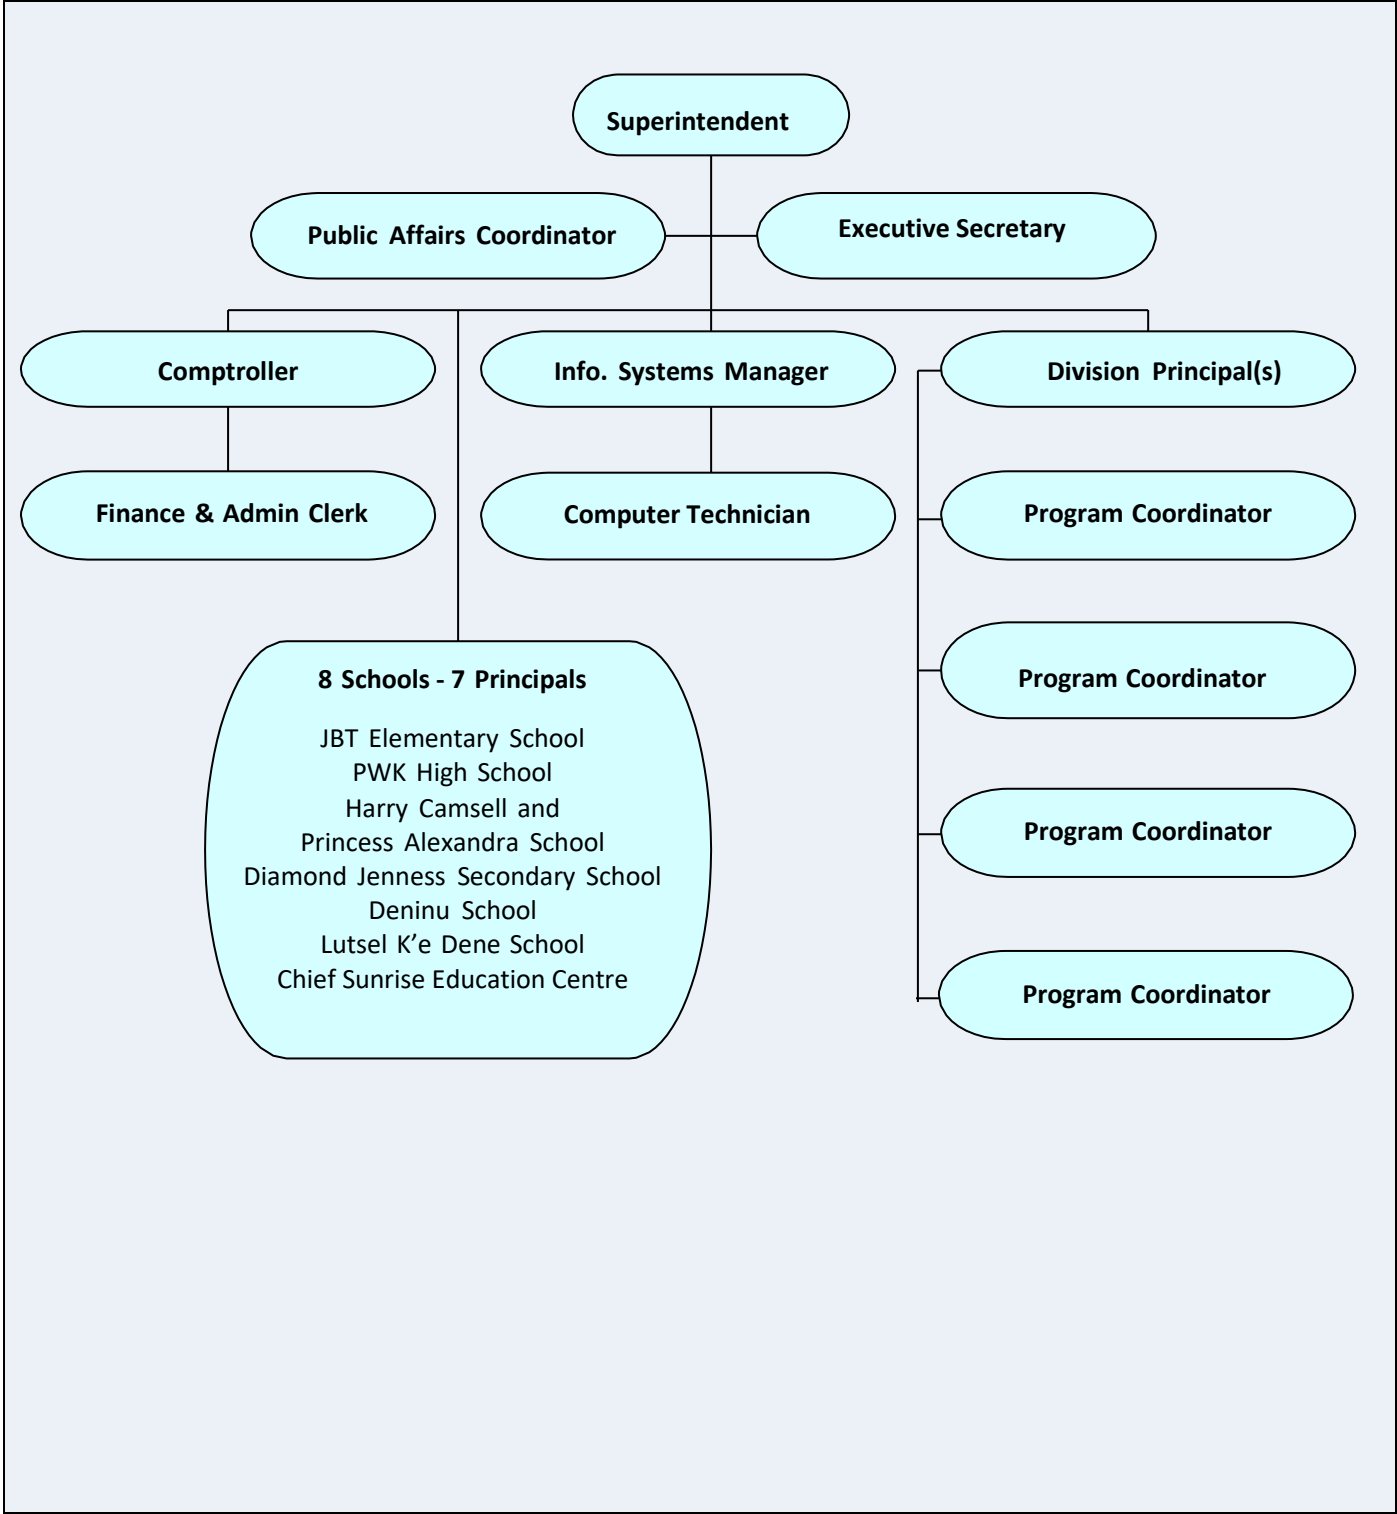 Superintendent
Public Affairs Coordinator
Executive Secretary
Comptroller
Info. Systems Manager
Division Principal(s)
Finance & Admin Clerk
Computer Technician
Program Coordinator
Program Coordinator
Program Coordinator
Program Coordinator
8 Schools - 7 Principals
JBT Elementary School
PWK High School
Harry Camsell and
Princess Alexandra School
Diamond Jenness Secondary School
Deninu School
Lutsel K’e Dene School
Chief Sunrise Education Centre